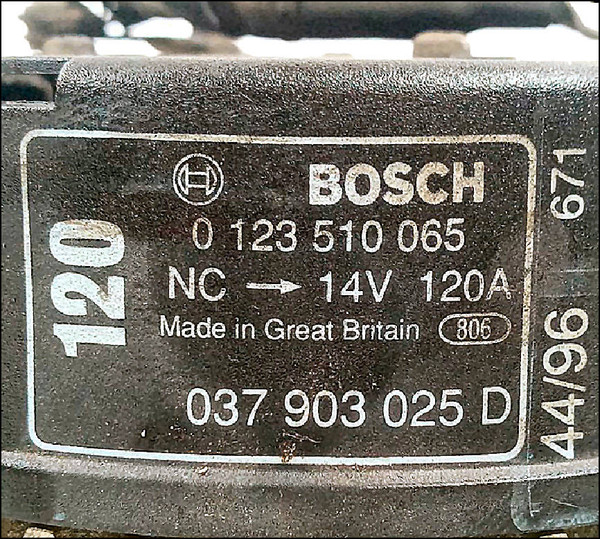 BOSCH
0 123 510 065
NC → 14V 120A
Made in Great Britain 806
037 903 025 D
120
671
44/96